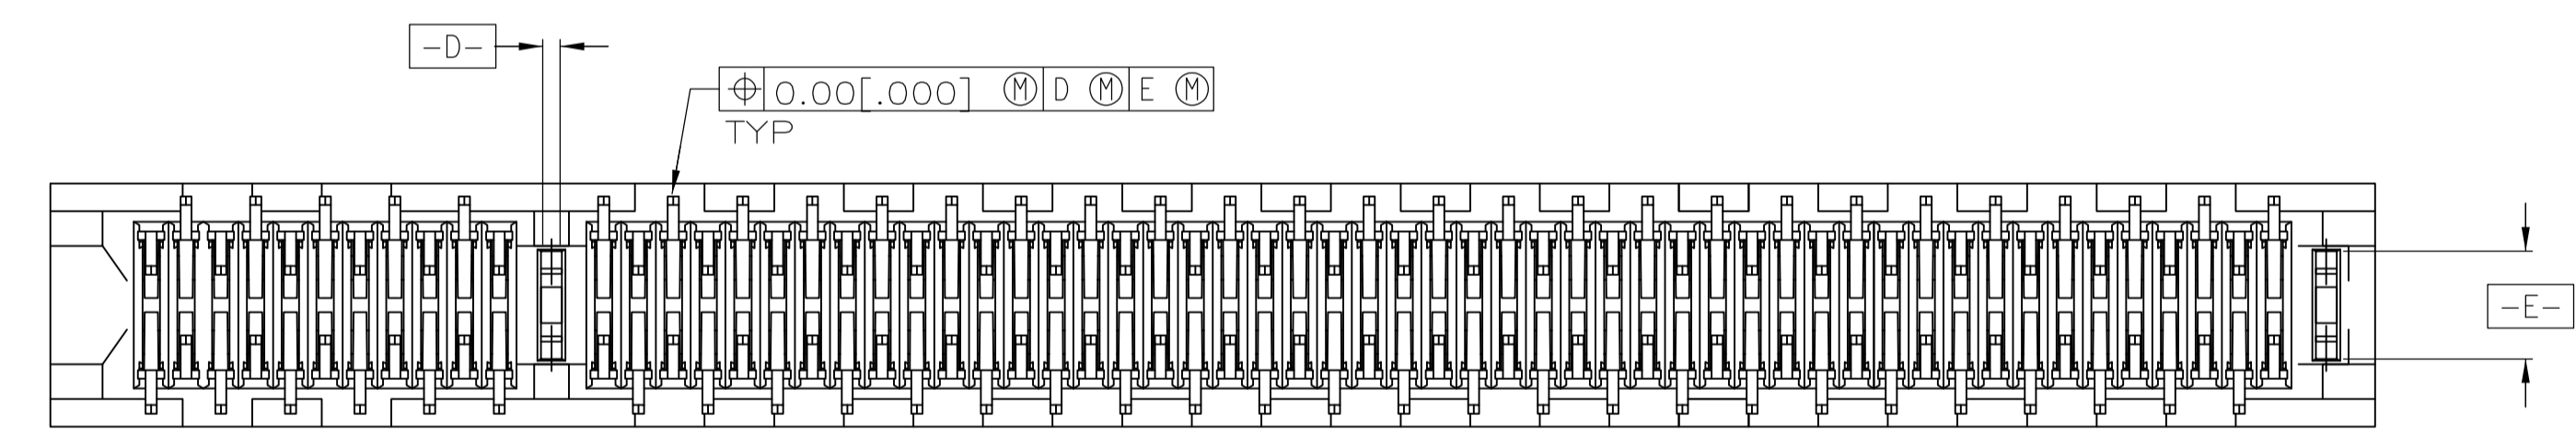 -D-
⌖ 0.00[.000] Ⓜ D Ⓜ E Ⓜ
TYP
-E-